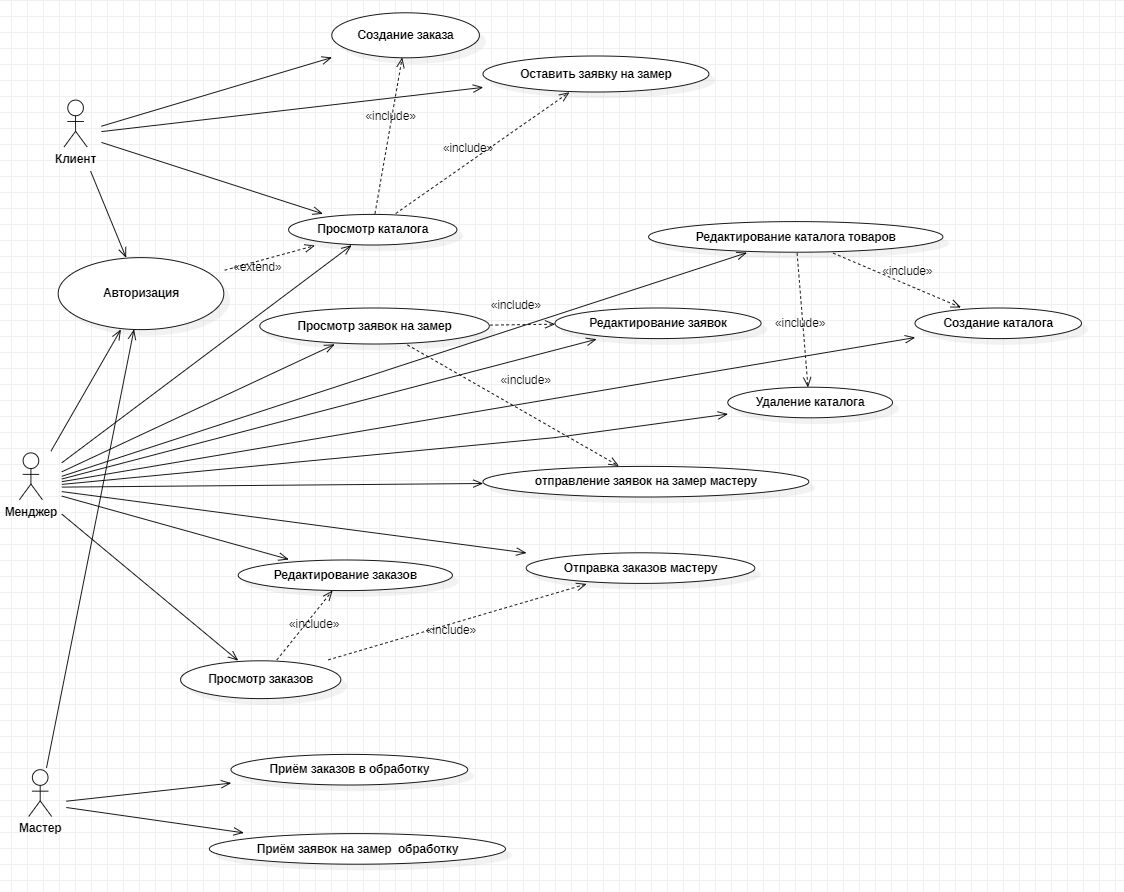 Создание заказа
Оставить заявку на замер
«include»
«include»
Клиент
Просмотр каталога
Редактирование каталога товаров
«extend»
«include»
Авторизация
«include»
Просмотр заявок на замер
Редактирование заявок
«include»
Создание каталога
«include»
Удаление каталога
отправление заявок на замер мастеру
Менджер
Отправка заказов мастеру
Редактирование заказов
«include»
«include»
Просмотр заказов
Приём заказов в обработку
Мастер
Приём заявок на замер  обработку